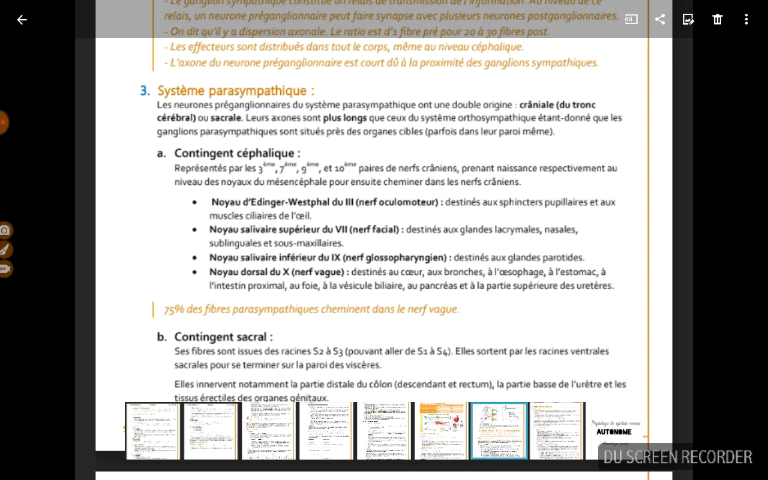 - Le ganglion sympathique constitue un relais de transmission de l'information. Au niveau de ce
relais, un neurone préganglionnaire peut faire synapse avec plusieurs neurones postganglionnaires.
- On dit qu'il y a dispersion axonale. Le ratio est d'1 fibre pré pour 20 à 30 fibres post.
- Les effecteurs sont distribués dans tout le corps, même au niveau céphalique.
- L'axone du neurone préganglionnaire est court dû à la proximité des ganglions sympathiques.
3. Système parasympathique :
Les neurones préganglionnaires du système parasympathique ont une double origine : crâniale (du tronc
cérébral) ou sacrale. Leurs axones sont plus longs que ceux du système orthosympathique étant-donné que les
ganglions parasympathiques sont situés près des organes cibles (parfois dans leur paroi même).
a. Contingent céphalique :
Représentés par les 3ème, 7ème, 9ème, et 10ème paires de nerfs crâniens, prenant naissance respectivement au
niveau des noyaux du mésencéphale pour ensuite cheminer dans les nerfs crâniens.
• Noyau d'Edinger-Westphal du III (nerf oculomoteur) : destinés aux sphincters pupillaires et aux
muscles ciliaires de l'œil.
• Noyau salivaire supérieur du VII (nerf facial) : destinés aux glandes lacrymales, nasales,
sublinguales et sous-maxillaires.
• Noyau salivaire inférieur du IX (nerf glossopharyngien) : destinés aux glandes parotides.
• Noyau dorsal du X (nerf vague) : destinés au cœur, aux bronches, à l'œsophage, à l'estomac, à
l'intestin proximal, au foie, à la vésicule biliaire, au pancréas et à la partie supérieure des uretères.
75% des fibres parasympathiques cheminent dans le nerf vague.
b. Contingent sacral :
Ses fibres sont issues des racines S2 à S3 (pouvant aller de S1 à S4). Elles sortent par les racines ventrales
sacrales pour se terminer sur la paroi des viscères.
Elles innervent notamment la partie distale du côlon (descendant et rectum), la partie basse de l'urètre et les
tissus érectiles des organes génitaux.
AUTONOME
DU SCREEN RECORDER